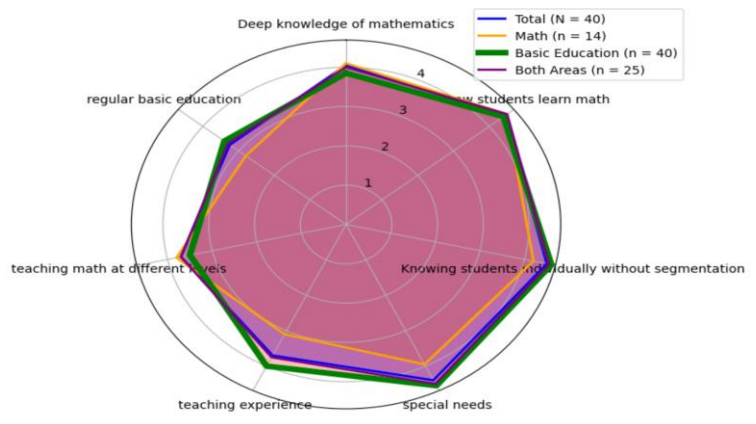 Deep knowledge of mathematics
Total (N = 40)
Math (n = 14)
Basic Education (n = 40)
Both Areas (n = 25)
4
regular basic education
students learn math
3
2
1
teaching math at different levels
Knowing students individually without segmentation
teaching experience
special needs